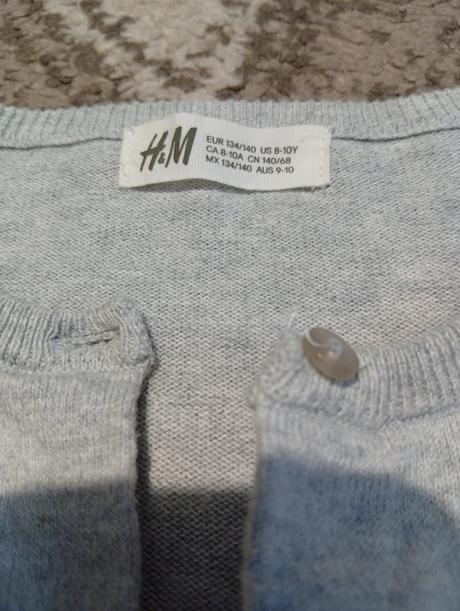 H&M
EUR 134/140 US 8-10Y
CA 8-10A CN 140/68
MX 134/140 AUS 9-10